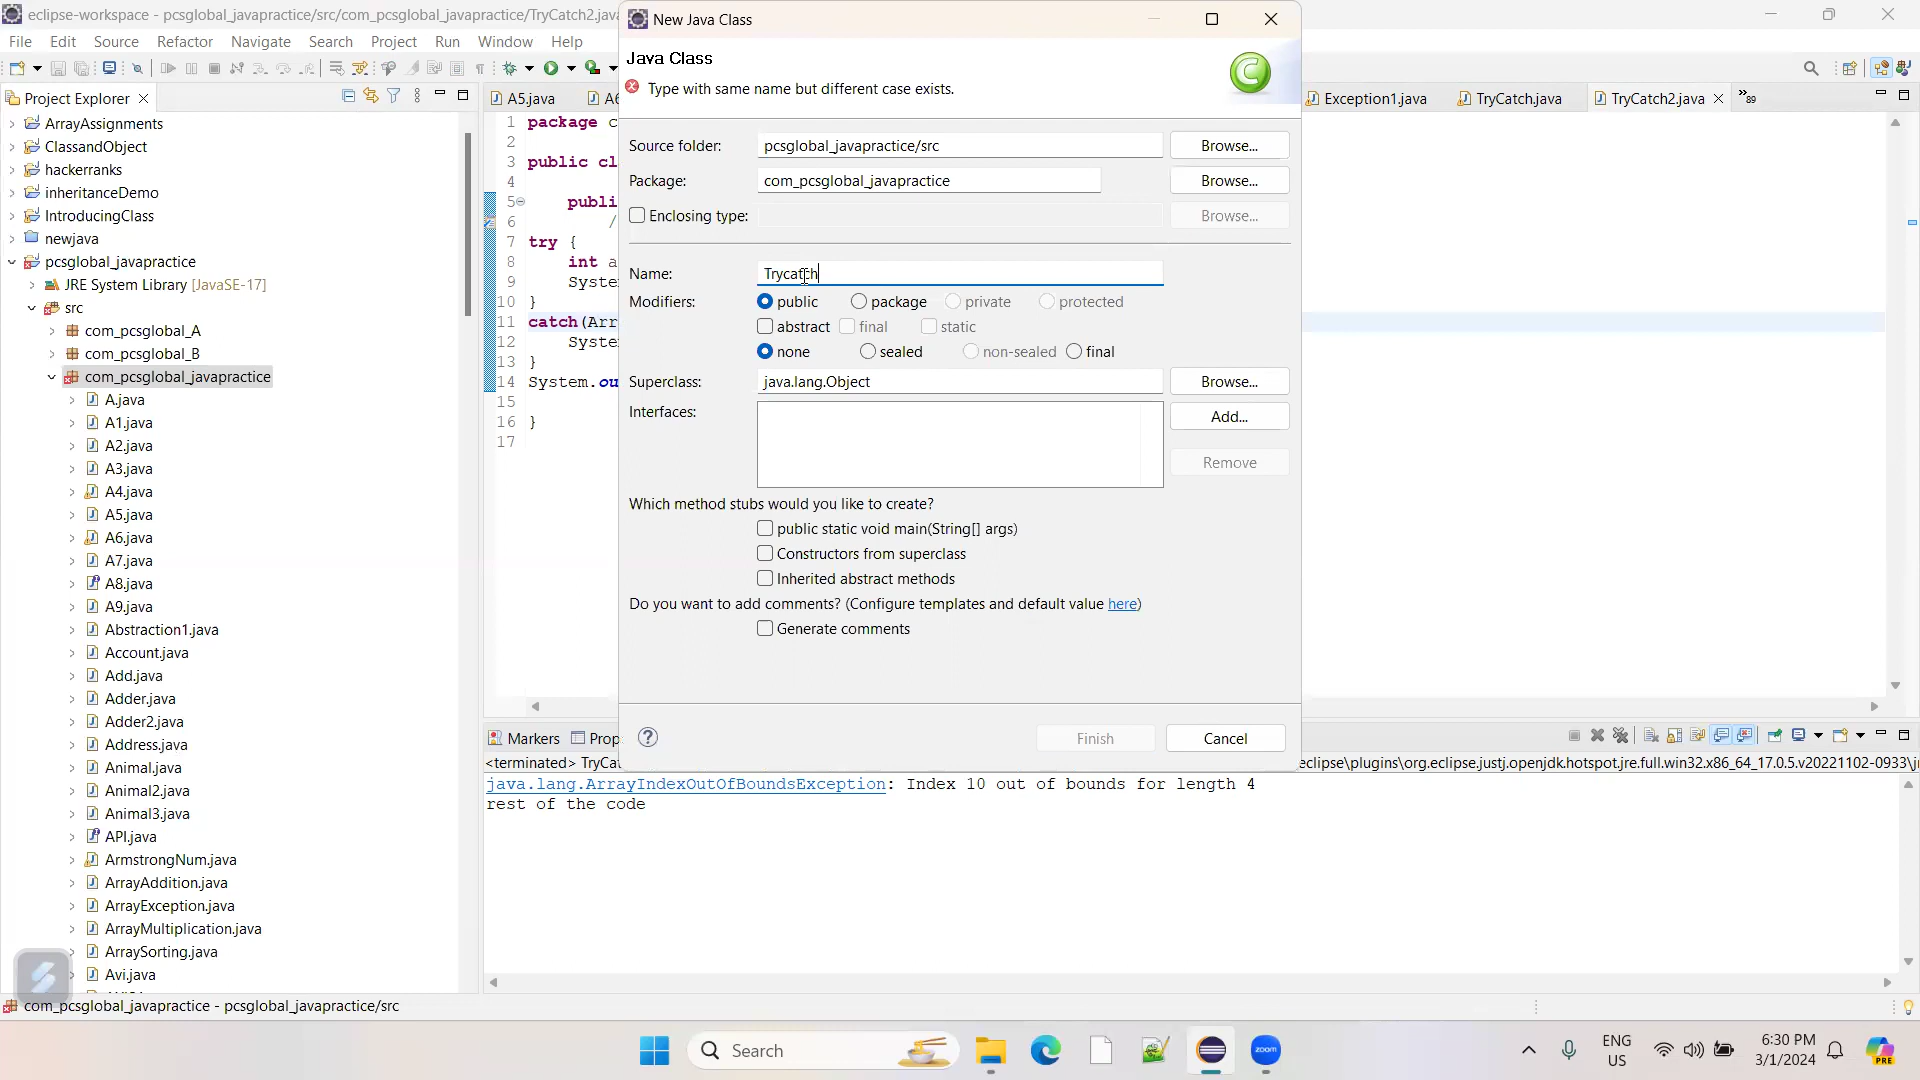 eclipse-workspace - pcsglobal_javapractice/src/com_pcsglobal_javapractice/TryCatch2.java
File Edit Source Refactor Navigate Search Project Run Window Help
Project Explorer
ArrayAssignments
ClassandObject
hackerranks
inheritanceDemo
IntroducingClass
newjava
pcsglobal_javapractice
JRE System Library [JavaSE-17]
src
com_pcsglobal_A
com_pcsglobal_B
com_pcsglobal_javapractice
A.java
A1.java
A2.java
A3.java
A4.java
A5.java
A6.java
A7.java
A8.java
A9.java
Abstraction1.java
Account.java
Add.java
Adder.java
Adder2.java
Address.java
Animal.java
Animal2.java
Animal3.java
API.java
ArmstrongNum.java
ArrayAddition.java
ArrayException.java
ArrayMultiplication.java
ArraySorting.java
Avi.java
com_pcsglobal_javapractice - pcsglobal_javapractice/src
A5.java A6 Exception1.java TryCatch.java TryCatch2.java »89
1 package c
2
3 public cl
4
5 publi
6 /
7 try {
8 int a
9 Syste
10 }
11 catch(Arr
12 Syste
13 }
14 System.ou
15
16 }
17
New Java Class
Java Class
Type with same name but different case exists.
Source folder: pcsglobal_javapractice/src Browse...
Package: com_pcsglobal_javapractice Browse...
Enclosing type: Browse...
Name: Trycatch
Modifiers: public package private protected
abstract final static
none sealed non-sealed final
Superclass: java.lang.Object Browse...
Interfaces: Add...
Remove
Which method stubs would you like to create?
public static void main(String[] args)
Constructors from superclass
Inherited abstract methods
Do you want to add comments? (Configure templates and default value here)
Generate comments
Finish Cancel
Markers Prop
<terminated> TryCat eclipse\plugins\org.eclipse.justj.openjdk.hotspot.jre.full.win32.x86_64_17.0.5.v20221102-0933\jr
java.lang.ArrayIndexOutOfBoundsException: Index 10 out of bounds for length 4
rest of the code
Search
zoom
ENG
US
6:30 PM
3/1/2024
PRE